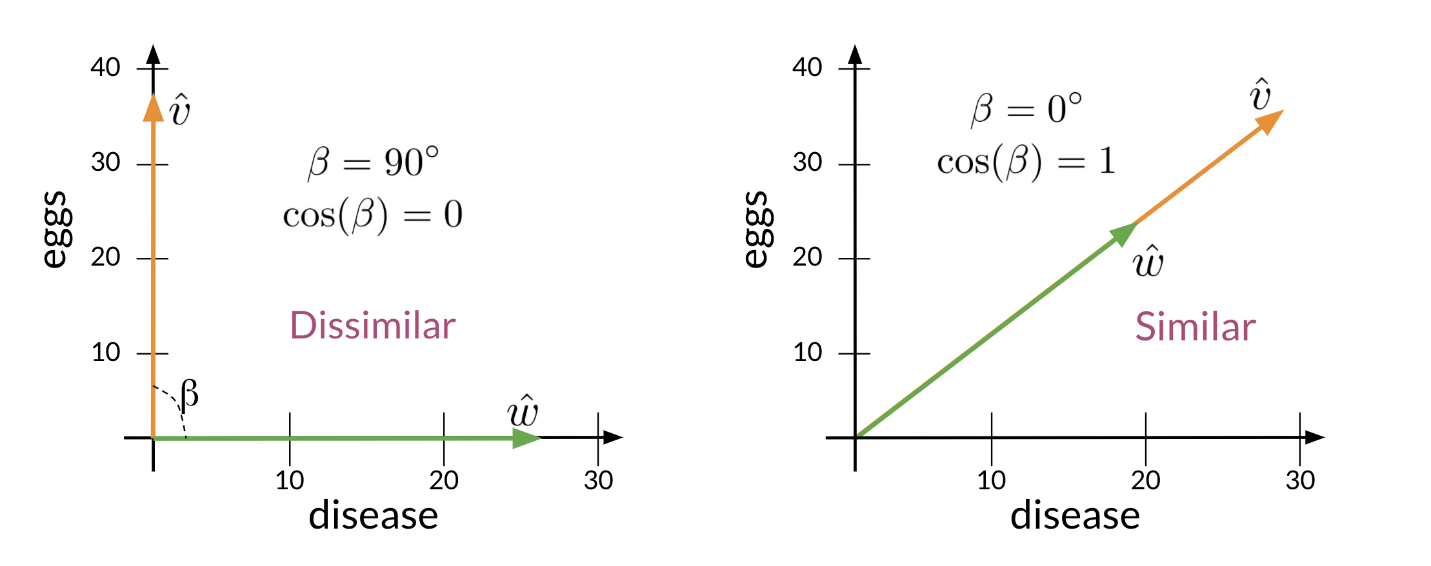 40
30
20
10
eggs
v̂
β = 90°
cos(β) = 0
Dissimilar
β
ŵ
10 20 30
disease
40
30
20
10
eggs
β = 0°
cos(β) = 1
v̂
ŵ
Similar
10 20 30
disease